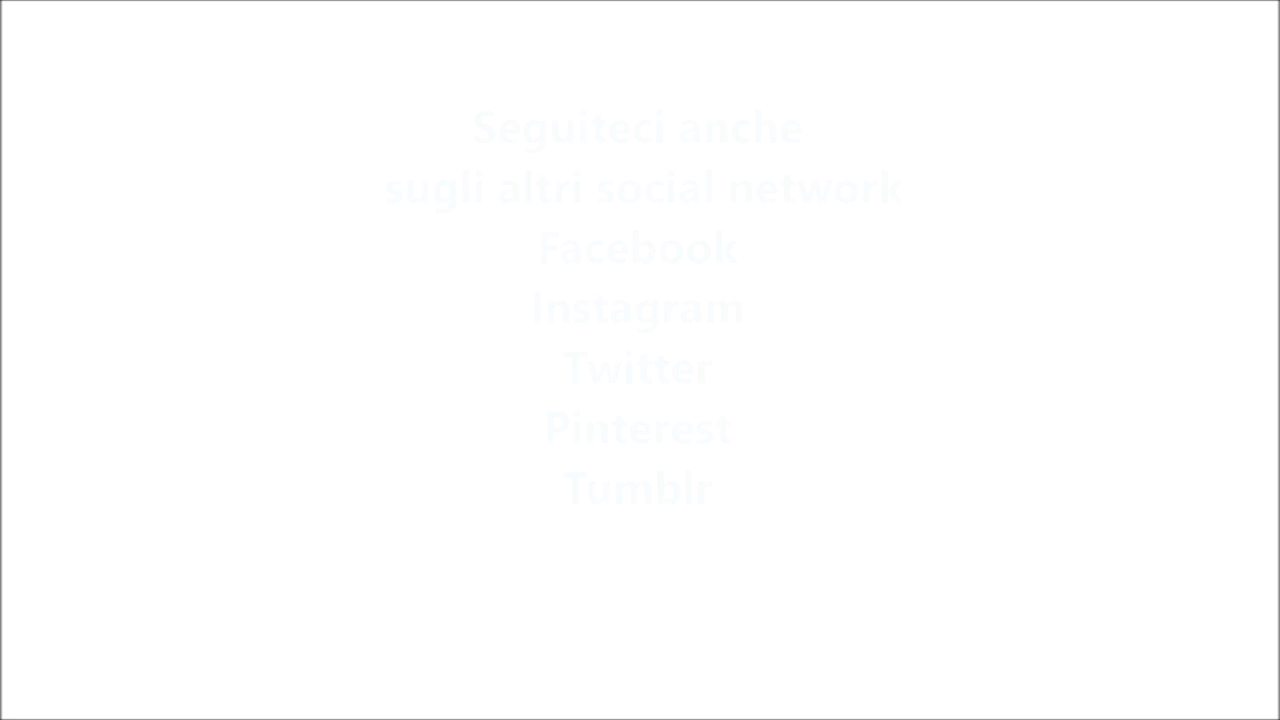 Seguiteci anche
sugli altri social network
Facebook
Instagram
Twitter
Pinterest
Tumblr